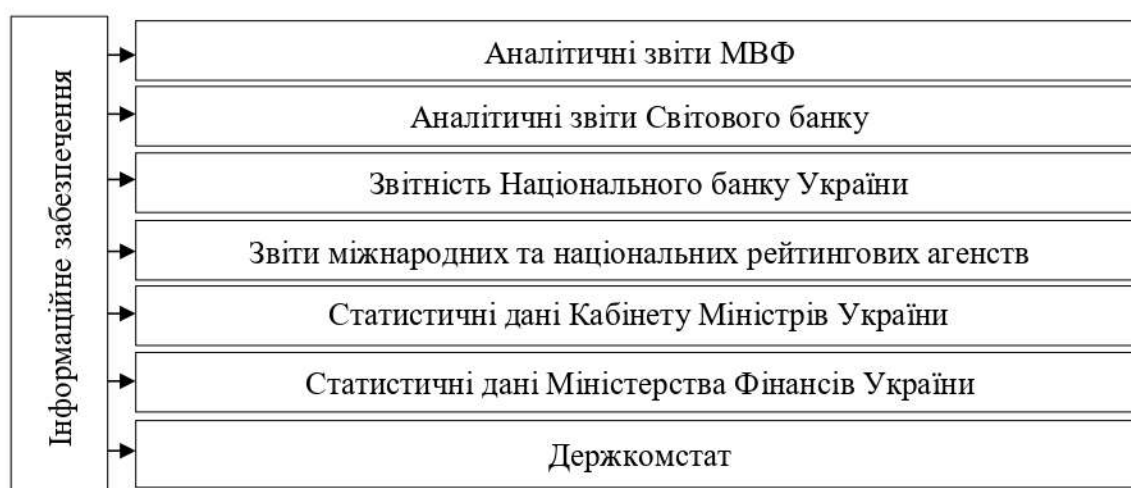 Інформаційне забезпечення
Аналітичні звіти МВФ
Аналітичні звіти Світового банку
Звітність Національного банку України
Звіти міжнародних та національних рейтингових агенств
Статистичні дані Кабінету Міністрів України
Статистичні дані Міністерства Фінансів України
Держкомстат